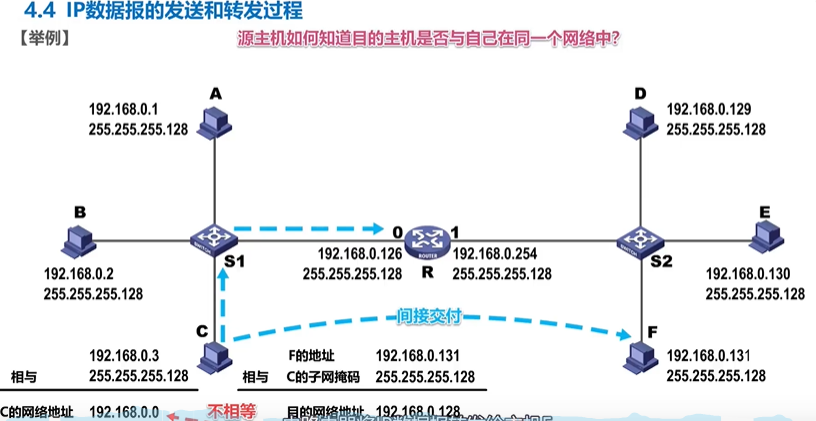 4.4 IP数据报的发送和转发过程
【举例】
源主机如何知道目的主机是否与自己在同一个网络中?
A
192.168.0.1
255.255.255.128
D
192.168.0.129
255.255.255.128
B
192.168.0.2
255.255.255.128
S1
0
1
192.168.0.126
255.255.255.128
ROUTER
R
192.168.0.254
255.255.255.128
S2
E
192.168.0.130
255.255.255.128
间接交付
C
192.168.0.3
相与
255.255.255.128
C的网络地址 192.168.0.0
不相等
F的地址 192.168.0.131
相与 C的子网掩码 255.255.255.128
目的网络地址 192.168.0.128
F
192.168.0.131
255.255.255.128